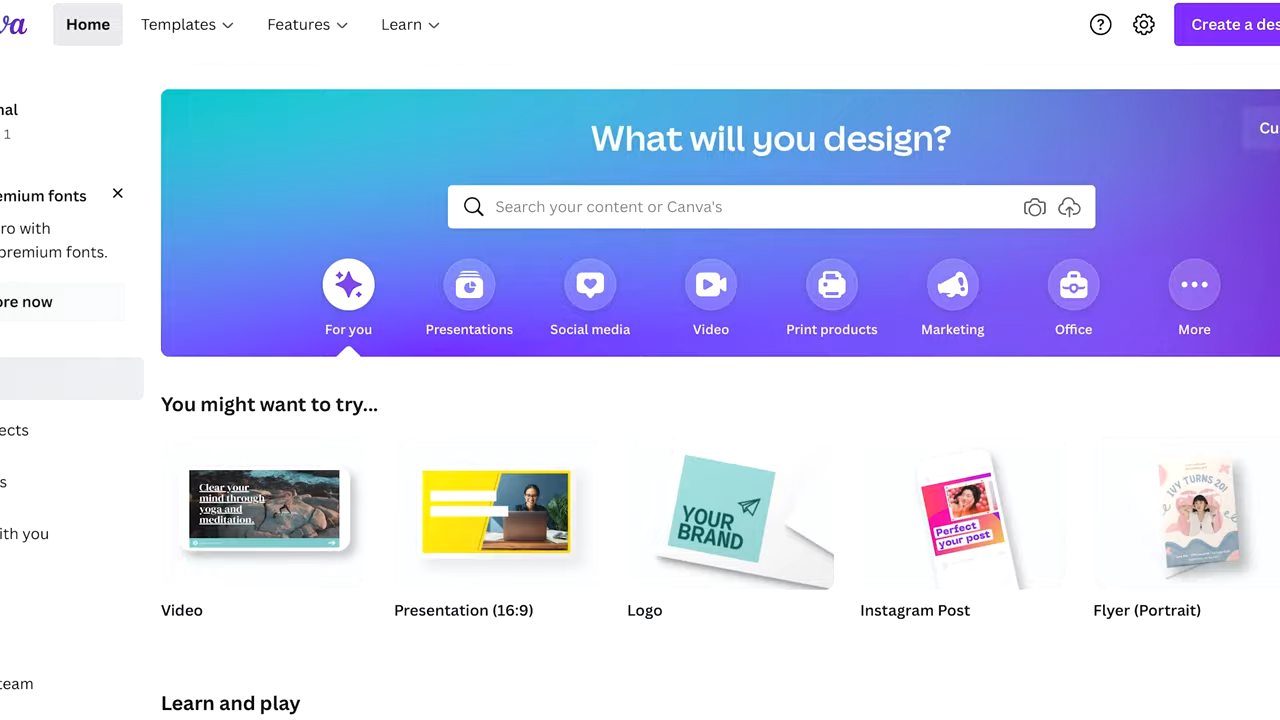 va
Home
Templates
Features
Learn
Create a des
nal
1
emium fonts
ro with
premium fonts.
ore now
ects
s
ith you
team
What will you design?
Cu
Search your content or Canva's
For you
Presentations
Social media
Video
Print products
Marketing
Office
More
You might want to try...
Clear your
mind through
yoga and
meditation.
YOUR
BRAND
Perfect
your post
IVY TURNS 20!
Video
Presentation (16:9)
Logo
Instagram Post
Flyer (Portrait)
Learn and play